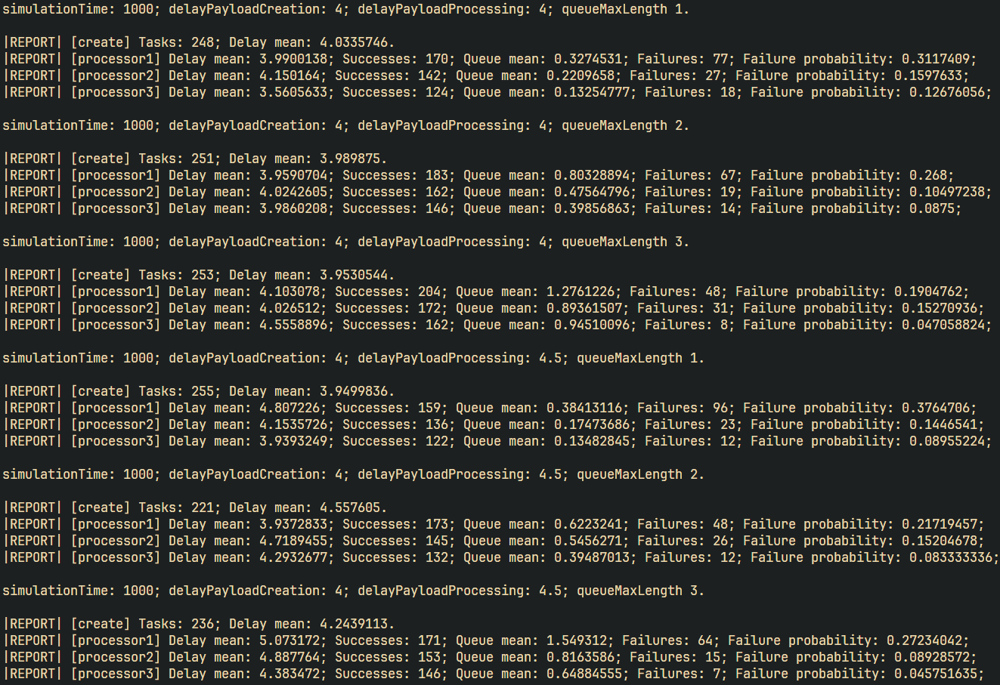 simulationTime: 1000; delayPayloadCreation: 4; delayPayloadProcessing: 4; queueMaxLength 1.
|REPORT| [create] Tasks: 248; Delay mean: 4.0335746.
|REPORT| [processor1] Delay mean: 3.9900138; Successes: 170; Queue mean: 0.3274531; Failures: 77; Failure probability: 0.3117409;
|REPORT| [processor2] Delay mean: 4.150164; Successes: 142; Queue mean: 0.2209658; Failures: 27; Failure probability: 0.1597633;
|REPORT| [processor3] Delay mean: 3.5605633; Successes: 124; Queue mean: 0.13254777; Failures: 18; Failure probability: 0.12676056;
simulationTime: 1000; delayPayloadCreation: 4; delayPayloadProcessing: 4; queueMaxLength 2.
|REPORT| [create] Tasks: 251; Delay mean: 3.989875.
|REPORT| [processor1] Delay mean: 3.9590704; Successes: 183; Queue mean: 0.80328894; Failures: 67; Failure probability: 0.268;
|REPORT| [processor2] Delay mean: 4.0242605; Successes: 162; Queue mean: 0.47564796; Failures: 19; Failure probability: 0.10497238;
|REPORT| [processor3] Delay mean: 3.9860208; Successes: 146; Queue mean: 0.39856863; Failures: 14; Failure probability: 0.0875;
simulationTime: 1000; delayPayloadCreation: 4; delayPayloadProcessing: 4; queueMaxLength 3.
|REPORT| [create] Tasks: 253; Delay mean: 3.9530544.
|REPORT| [processor1] Delay mean: 4.103078; Successes: 204; Queue mean: 1.2761226; Failures: 48; Failure probability: 0.1904762;
|REPORT| [processor2] Delay mean: 4.026512; Successes: 172; Queue mean: 0.89361507; Failures: 31; Failure probability: 0.15270936;
|REPORT| [processor3] Delay mean: 4.5558896; Successes: 162; Queue mean: 0.94510096; Failures: 8; Failure probability: 0.047058824;
simulationTime: 1000; delayPayloadCreation: 4; delayPayloadProcessing: 4.5; queueMaxLength 1.
|REPORT| [create] Tasks: 255; Delay mean: 3.9499836.
|REPORT| [processor1] Delay mean: 4.807226; Successes: 159; Queue mean: 0.38413116; Failures: 96; Failure probability: 0.3764706;
|REPORT| [processor2] Delay mean: 4.1535726; Successes: 136; Queue mean: 0.17473686; Failures: 23; Failure probability: 0.1446541;
|REPORT| [processor3] Delay mean: 3.9393249; Successes: 122; Queue mean: 0.13482845; Failures: 12; Failure probability: 0.08955224;
simulationTime: 1000; delayPayloadCreation: 4; delayPayloadProcessing: 4.5; queueMaxLength 2.
|REPORT| [create] Tasks: 221; Delay mean: 4.557605.
|REPORT| [processor1] Delay mean: 3.9372833; Successes: 173; Queue mean: 0.6223241; Failures: 48; Failure probability: 0.21719457;
|REPORT| [processor2] Delay mean: 4.7189455; Successes: 145; Queue mean: 0.5456271; Failures: 26; Failure probability: 0.15204678;
|REPORT| [processor3] Delay mean: 4.2932677; Successes: 132; Queue mean: 0.39487013; Failures: 12; Failure probability: 0.083333336;
simulationTime: 1000; delayPayloadCreation: 4; delayPayloadProcessing: 4.5; queueMaxLength 3.
|REPORT| [create] Tasks: 236; Delay mean: 4.2439113.
|REPORT| [processor1] Delay mean: 5.073172; Successes: 171; Queue mean: 1.549312; Failures: 64; Failure probability: 0.27234042;
|REPORT| [processor2] Delay mean: 4.887764; Successes: 153; Queue mean: 0.8163586; Failures: 15; Failure probability: 0.08928572;
|REPORT| [processor3] Delay mean: 4.383472; Successes: 146; Queue mean: 0.64884555; Failures: 7; Failure probability: 0.045751635;